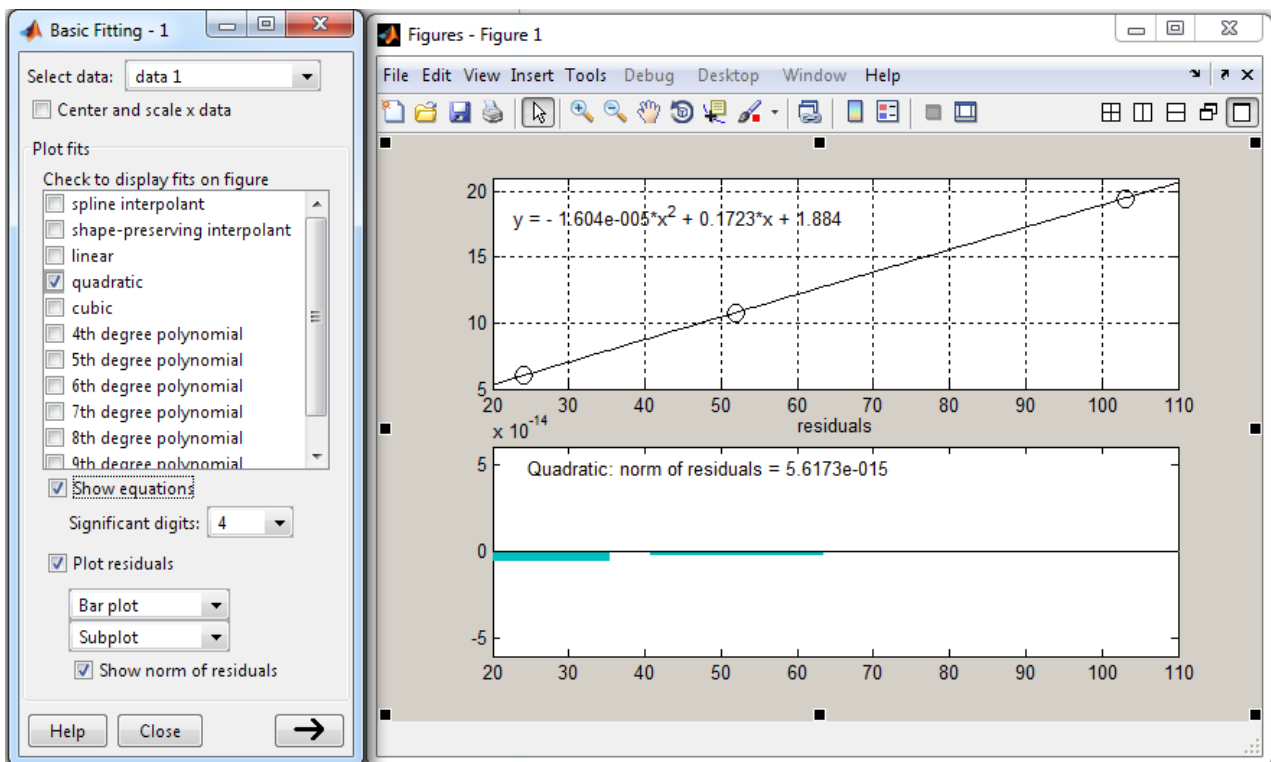 Basic Fitting - 1
Select data: data 1
Center and scale x data
Plot fits
Check to display fits on figure
spline interpolant
shape-preserving interpolant
linear
quadratic
cubic
4th degree polynomial
5th degree polynomial
6th degree polynomial
7th degree polynomial
8th degree polynomial
9th degree polynomial
Show equations
Significant digits: 4
Plot residuals
Bar plot
Subplot
Show norm of residuals
Help Close
Figures - Figure 1
File Edit View Insert Tools Debug Desktop Window Help
20
15
10
5
y = - 1.604e-005*x^2 + 0.1723*x + 1.884
20 30 40 50 60 70 80 90 100 110
residuals
x 10^-14
5
0
-5
Quadratic: norm of residuals = 5.6173e-015
20 30 40 50 60 70 80 90 100 110